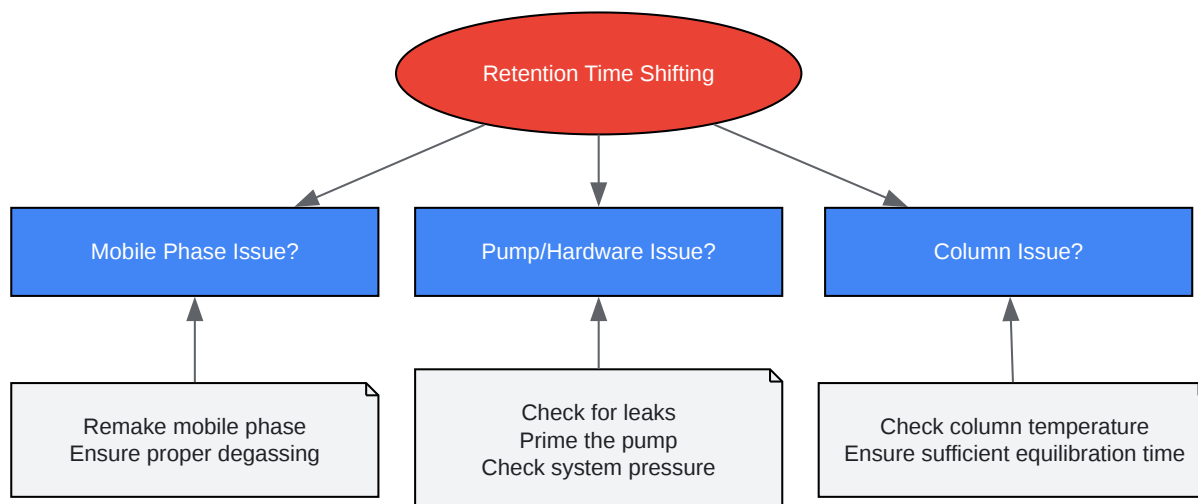 Retention Time Shifting
Mobile Phase Issue?
Pump/Hardware Issue?
Column Issue?
Remake mobile phase
Ensure proper degassing
Check for leaks
Prime the pump
Check system pressure
Check column temperature
Ensure sufficient equilibration time